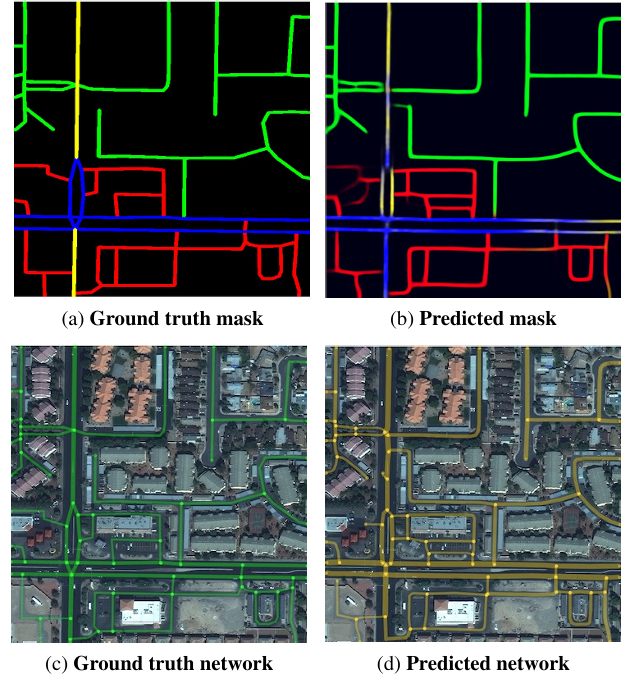 (a) Ground truth mask
(b) Predicted mask
(c) Ground truth network
(d) Predicted network